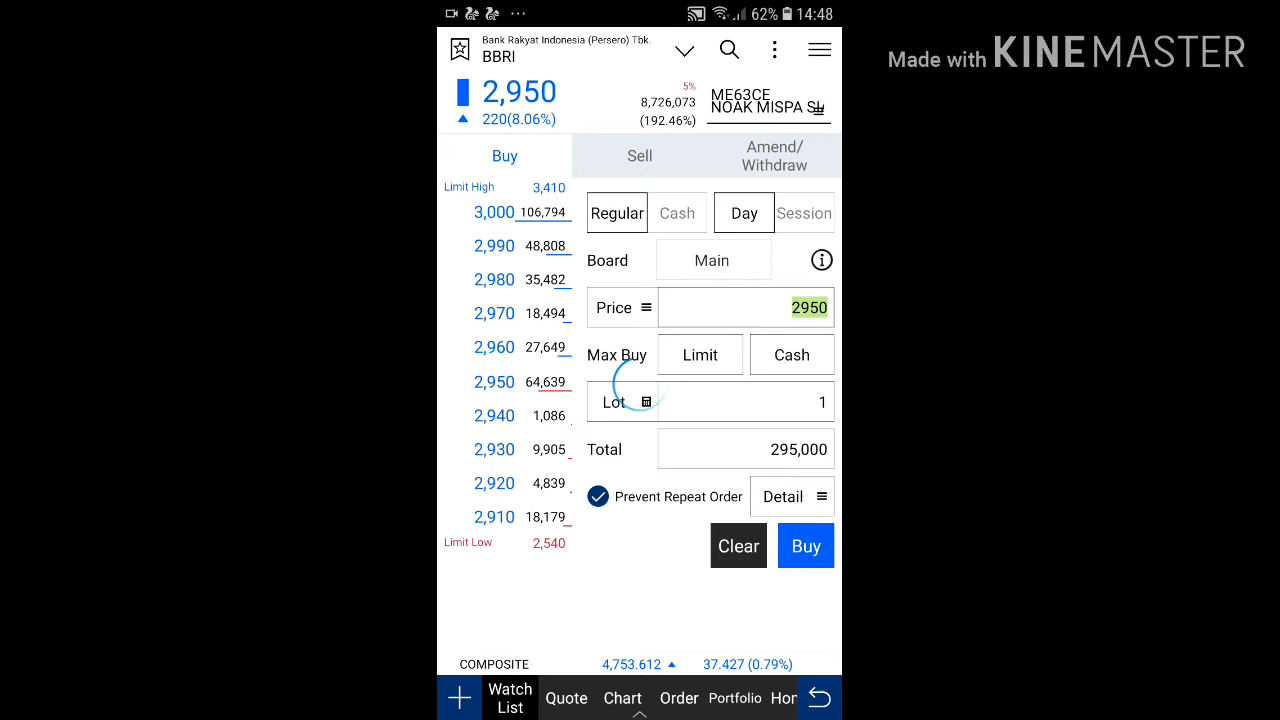 62% 14:48
Made with KINEMASTER
Bank Rakyat Indonesia (Persero) Tbk.
BBRI
2,950
220(8.06%)
5%
8,726,073
(192.46%)
ME63CE
NOAK MISPA
Buy
Sell
Amend/
Withdraw
Limit High 3,410
3,000 106,794
2,990 48,808
2,980 35,482
2,970 18,494
2,960 27,649
2,950 64,639
2,940 1,086
2,930 9,905
2,920 4,839
2,910 18,179
Limit Low 2,540
Regular Cash Day Session
Board Main
Price 2950
Max Buy Limit Cash
Lot 1
Total 295,000
Prevent Repeat Order Detail
Clear Buy
COMPOSITE 4,753.612 37.427 (0.79%)
Watch
List
Quote Chart Order Portfolio Hor